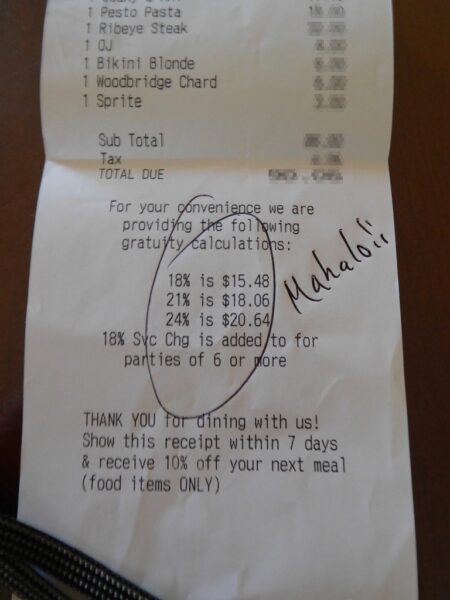 1 Pesto Pasta
1 Ribeye Steak
1 OJ
1 Bikini Blonde
1 Woodbridge Chard
1 Sprite
Sub Total
Tax
TOTAL DUE
For your convenience we are
providing the following
gratuity calculations:
18% is $15.48
21% is $18.06
24% is $20.64
18% Svc Chg is added to for
parties of 6 or more
Mahalo!!
THANK YOU for dining with us!
Show this receipt within 7 days
& receive 10% off your next meal
(food items ONLY)